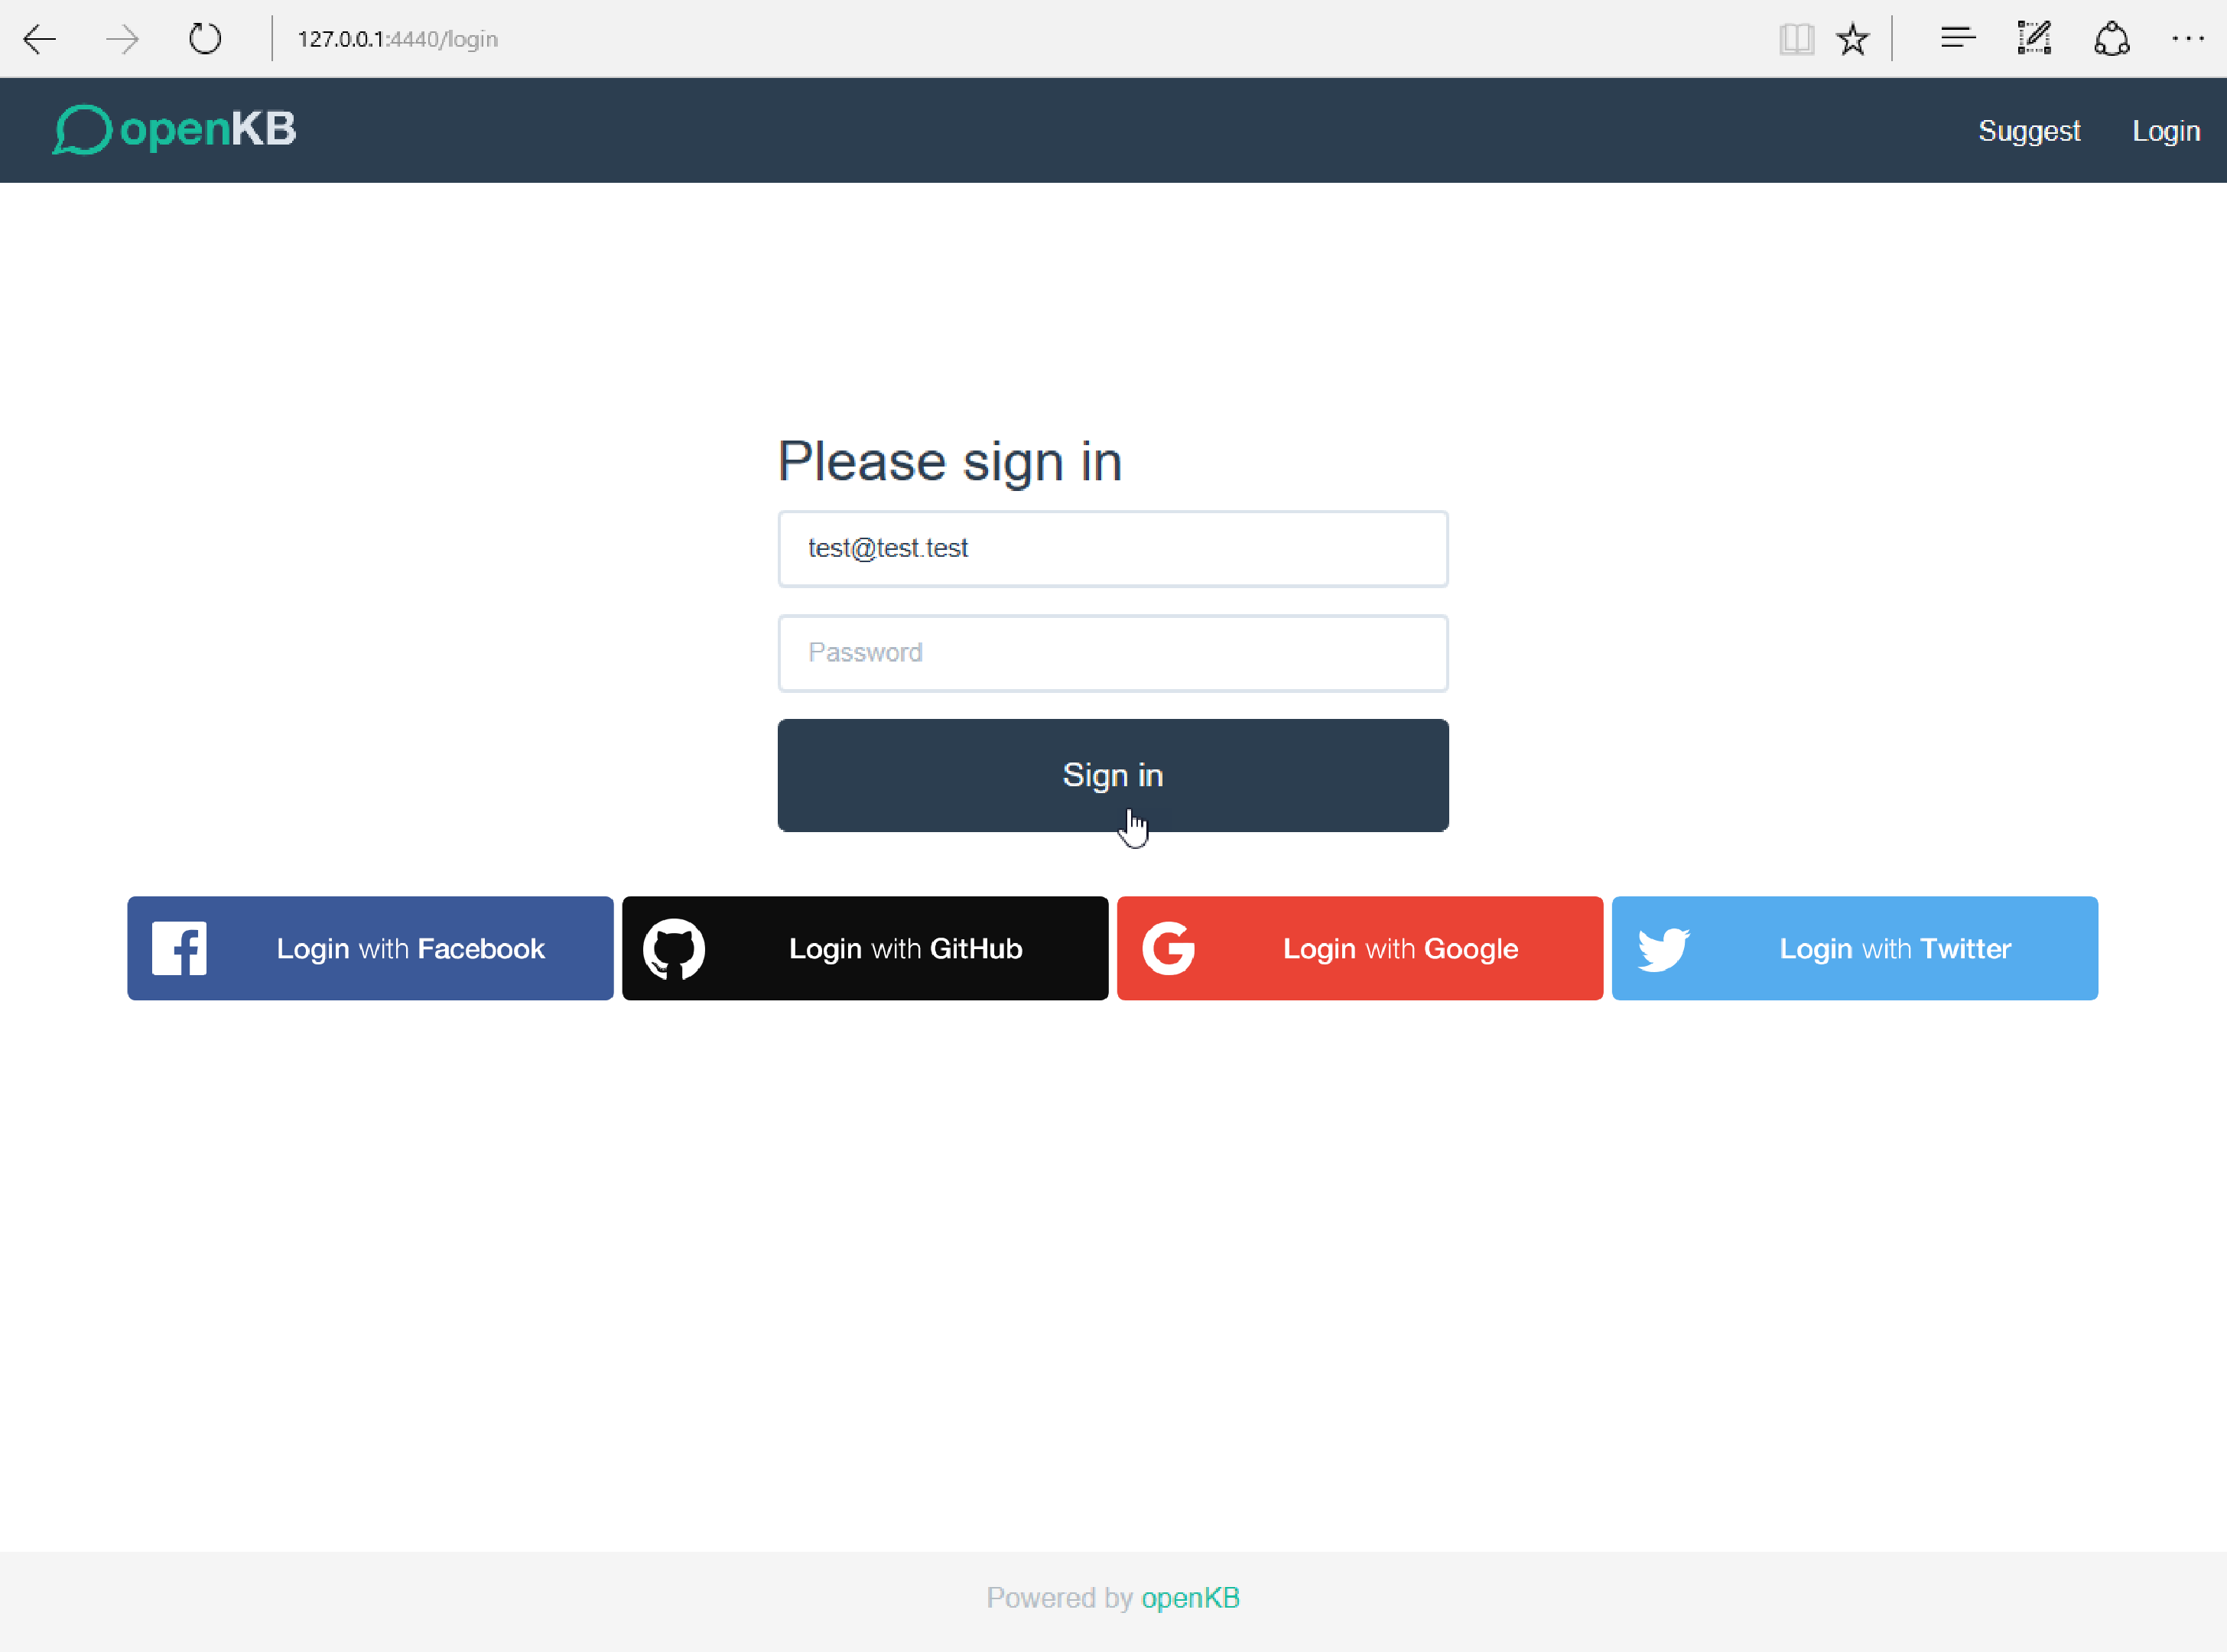 127.0.0.1:4440/login
openKB
Suggest
Login
Please sign in
test@test.test
Password
Sign in
Login with Facebook
Login with GitHub
Login with Google
Login with Twitter
Powered by openKB